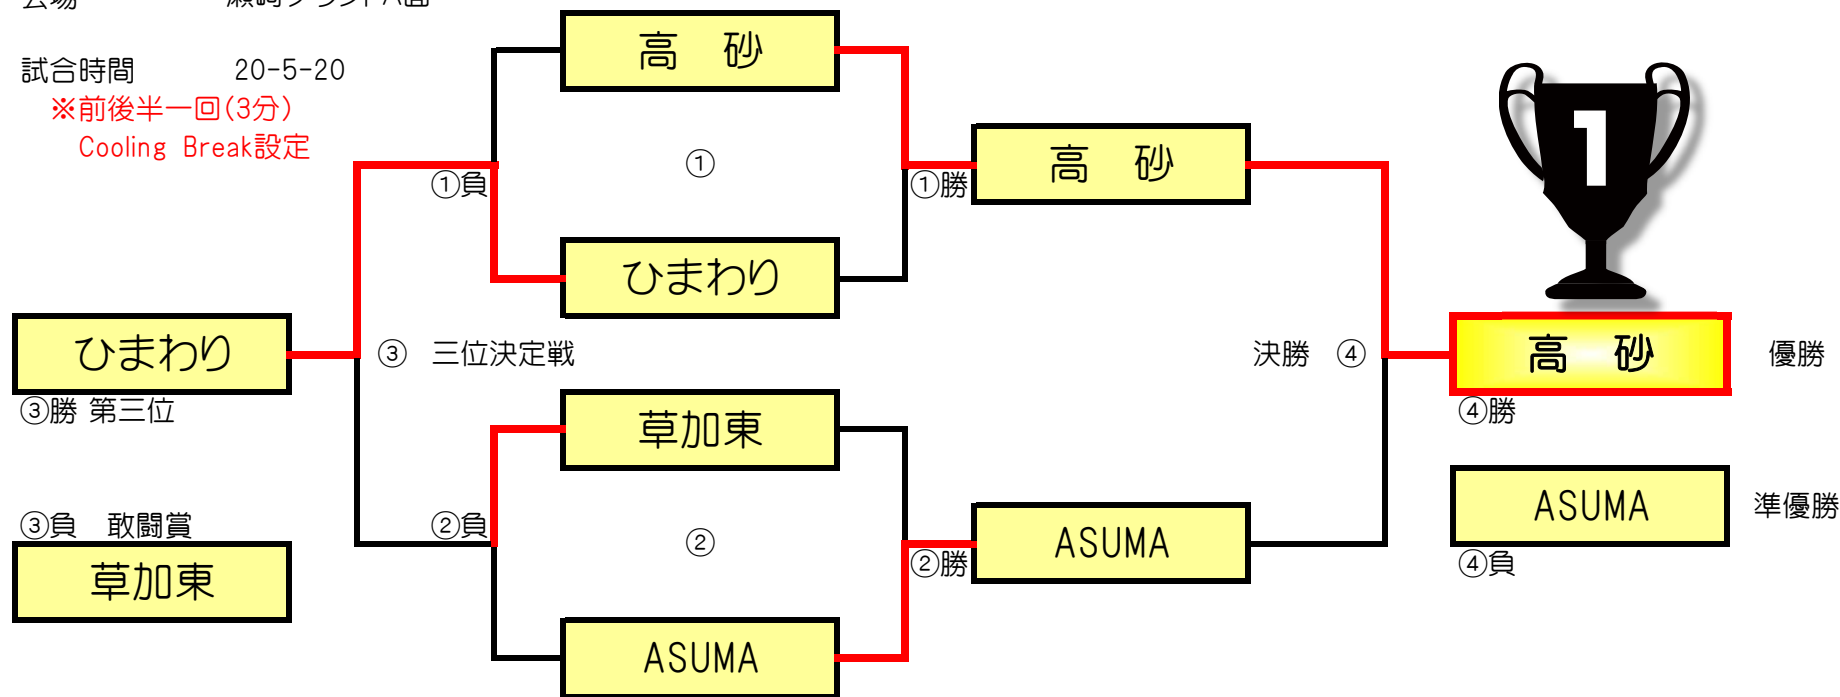 試合時間 20-5-20
※前後半一回(3分)
Cooling Break設定
高 砂
①
①負
①勝
高 砂
ひまわり
1
ひまわり
③勝 第三位
③ 三位決定戦
決勝 ④
高 砂
優勝
④勝
草加東
②
②負
②勝
ASUMA
ASUMA
準優勝
④負
③負 敢闘賞
草加東
ASUMA